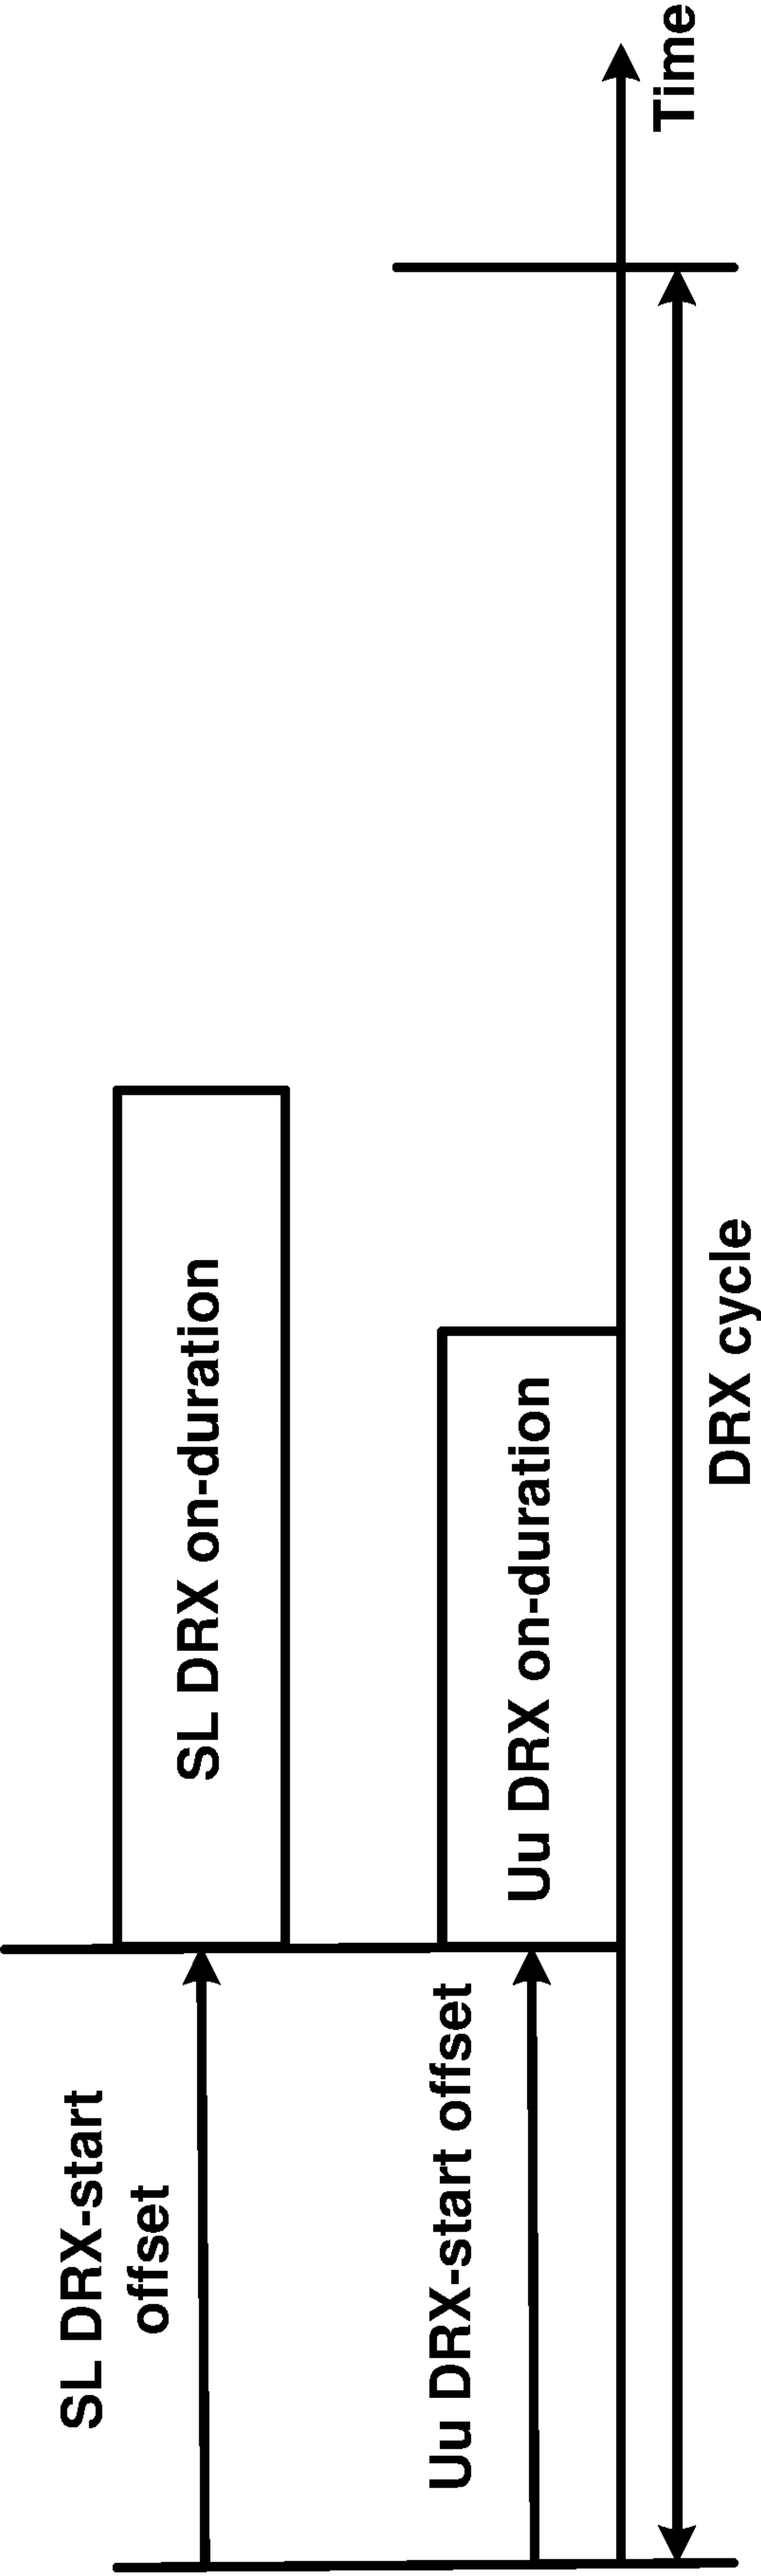 SL DRX-start
offset
SL DRX on-duration
Uu DRX-start offset
Uu DRX on-duration
Time
DRX cycle